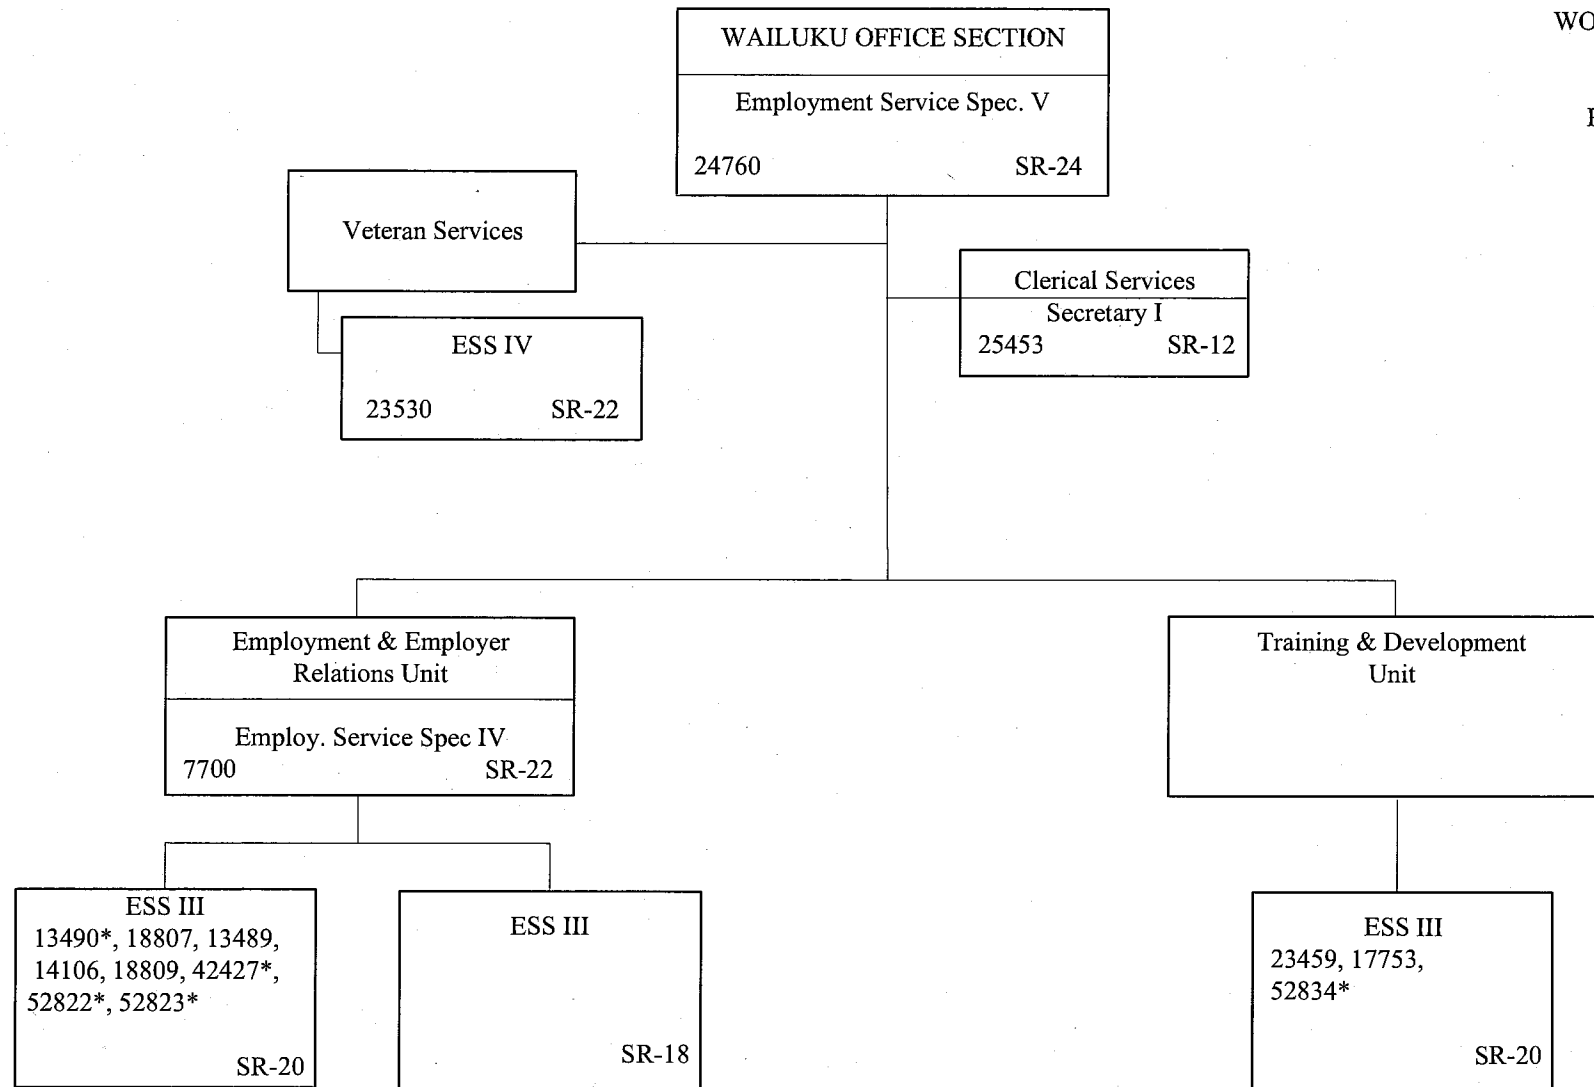 WAILUKU OFFICE SECTION
Employment Service Spec. V
24760 SR-24
Veteran Services
ESS IV
23530 SR-22
Clerical Services
Secretary I
25453 SR-12
Employment & Employer
Relations Unit
Employ. Service Spec IV
7700 SR-22
Training & Development
Unit
ESS III
13490*, 18807, 13489,
14106, 18809, 42427*,
52822*, 52823*
SR-20
ESS III
SR-18
ESS III
23459, 17753,
52834*
SR-20